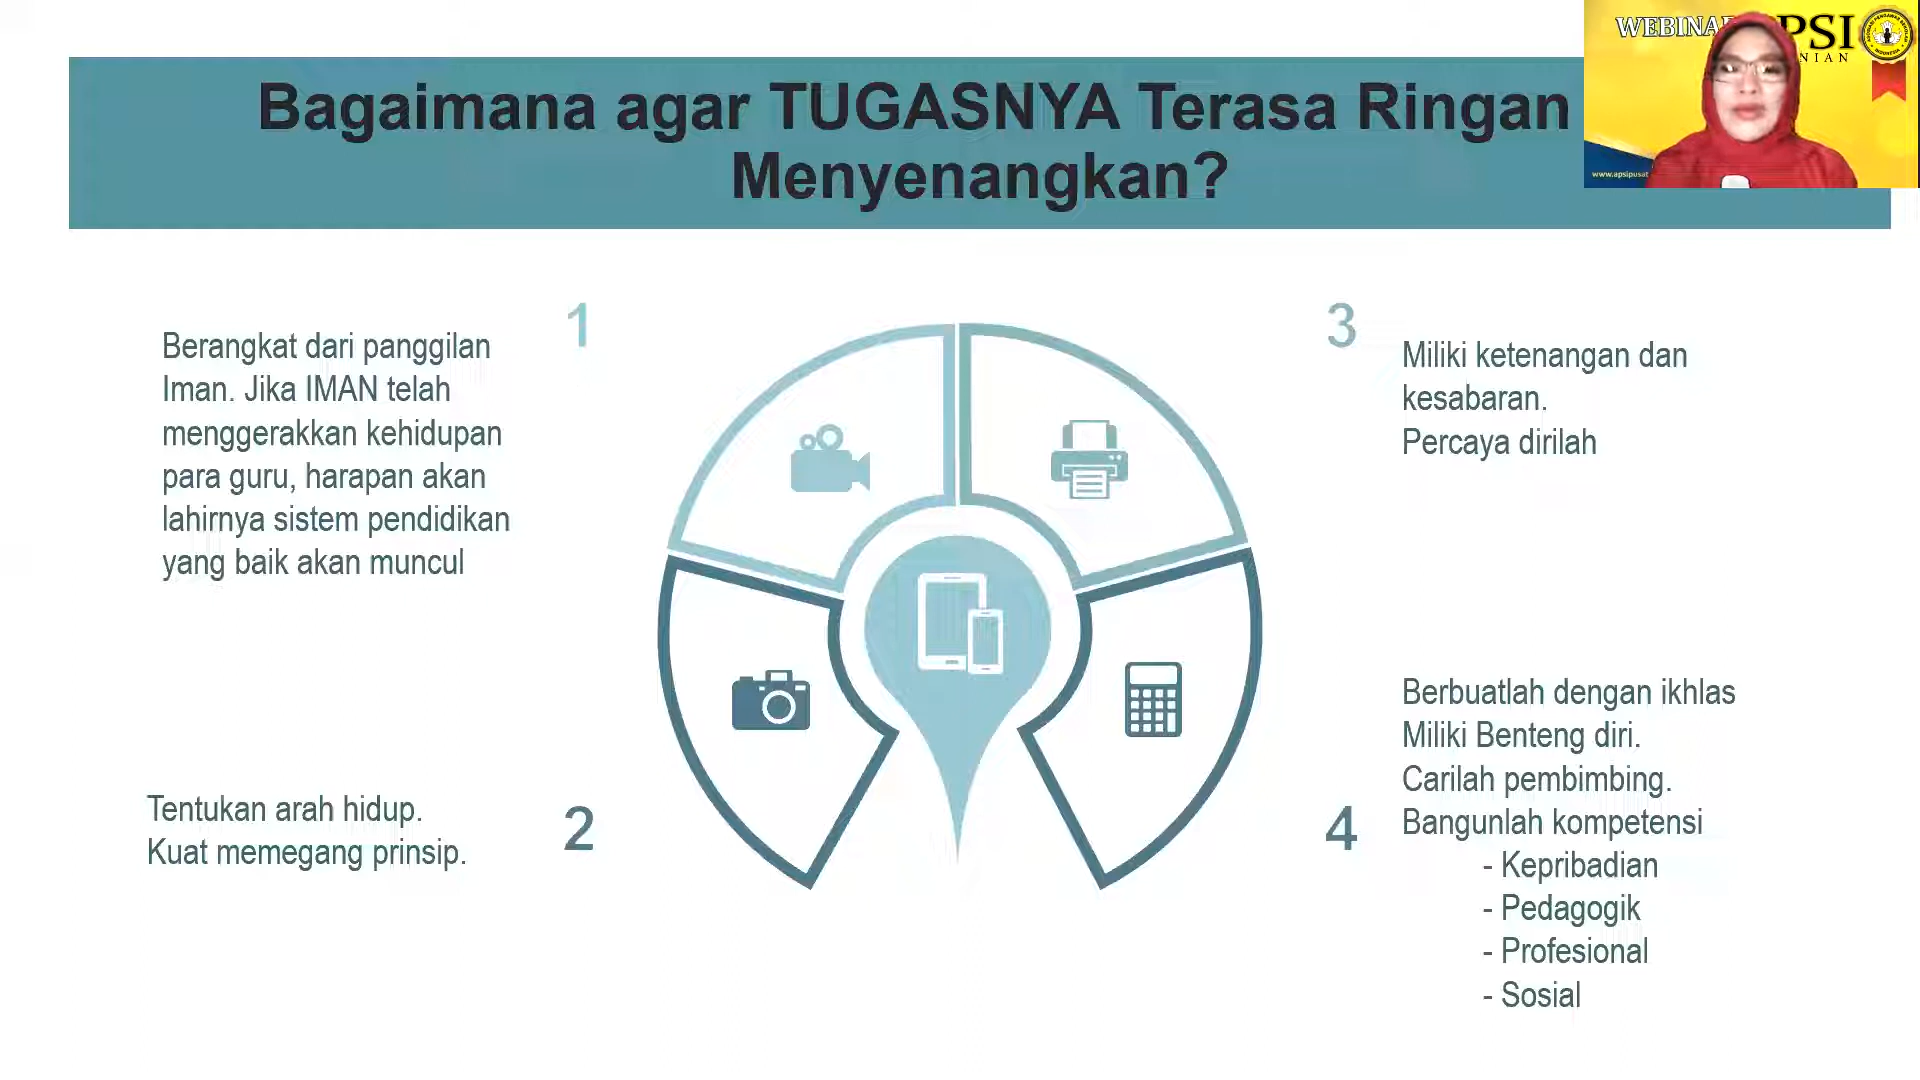 Bagaimana agar TUGASNYA Terasa Ringan
Menyenangkan?
WEBINA
PSI
NIAN
www.apsipusat
1
Berangkat dari panggilan
Iman. Jika IMAN telah
menggerakkan kehidupan
para guru, harapan akan
lahirnya sistem pendidikan
yang baik akan muncul
2
Tentukan arah hidup.
Kuat memegang prinsip.
3
Miliki ketenangan dan
kesabaran.
Percaya dirilah
4
Berbuatlah dengan ikhlas
Miliki Benteng diri.
Carilah pembimbing.
Bangunlah kompetensi
- Kepribadian
- Pedagogik
- Profesional
- Sosial